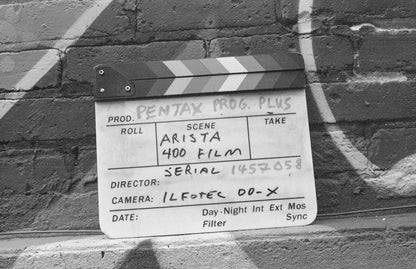 PROD. PENTAX PROG. PLUS
ROLL SCENE TAKE
ARISTA
400 FILM
SERIAL 1457058
DIRECTOR:
CAMERA: ILFOTEC DD-X
DATE: Day-Night Int Ext Mos
Filter Sync